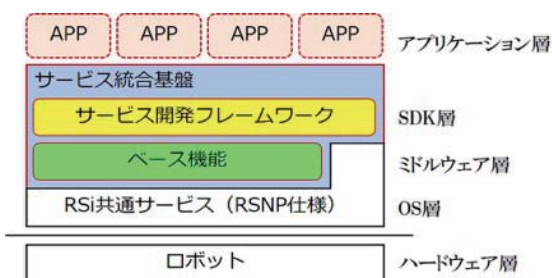 APP APP APP APP アプリケーション層
サービス統合基盤
サービス開発フレームワーク SDK層
ベース機能 ミドルウェア層
RSi共通サービス（RSNP仕様） OS層
ロボット ハードウェア層